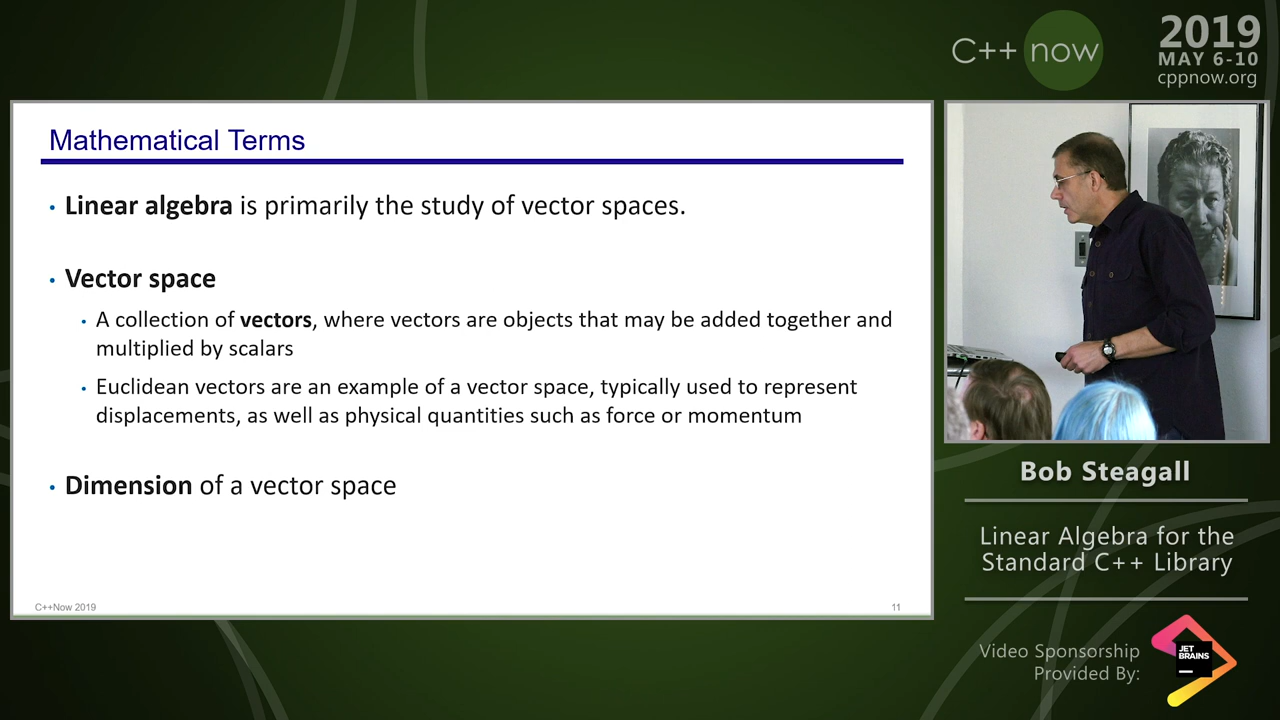 C++ now
2019
MAY 6-10
cppnow.org
Mathematical Terms
• Linear algebra is primarily the study of vector spaces.
• Vector space
• A collection of vectors, where vectors are objects that may be added together and
multiplied by scalars
• Euclidean vectors are an example of a vector space, typically used to represent
displacements, as well as physical quantities such as force or momentum
• Dimension of a vector space
C++Now 2019
11
Bob Steagall
Linear Algebra for the
Standard C++ Library
Video Sponsorship
Provided By:
JET
BRAINS